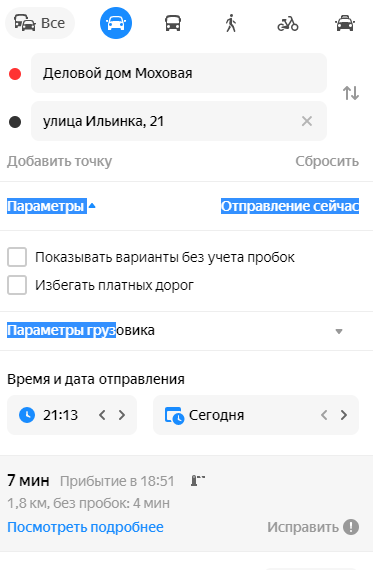 Все
Деловой дом Моховая
улица Ильинка, 21
Добавить точку Сбросить
Параметры Отправление сейчас
Показывать варианты без учета пробок
Избегать платных дорог
Параметры грузовика
Время и дата отправления
21:13 Сегодня
7 мин Прибытие в 18:51
1,8 км, без пробок: 4 мин
Посмотреть подробнее Исправить